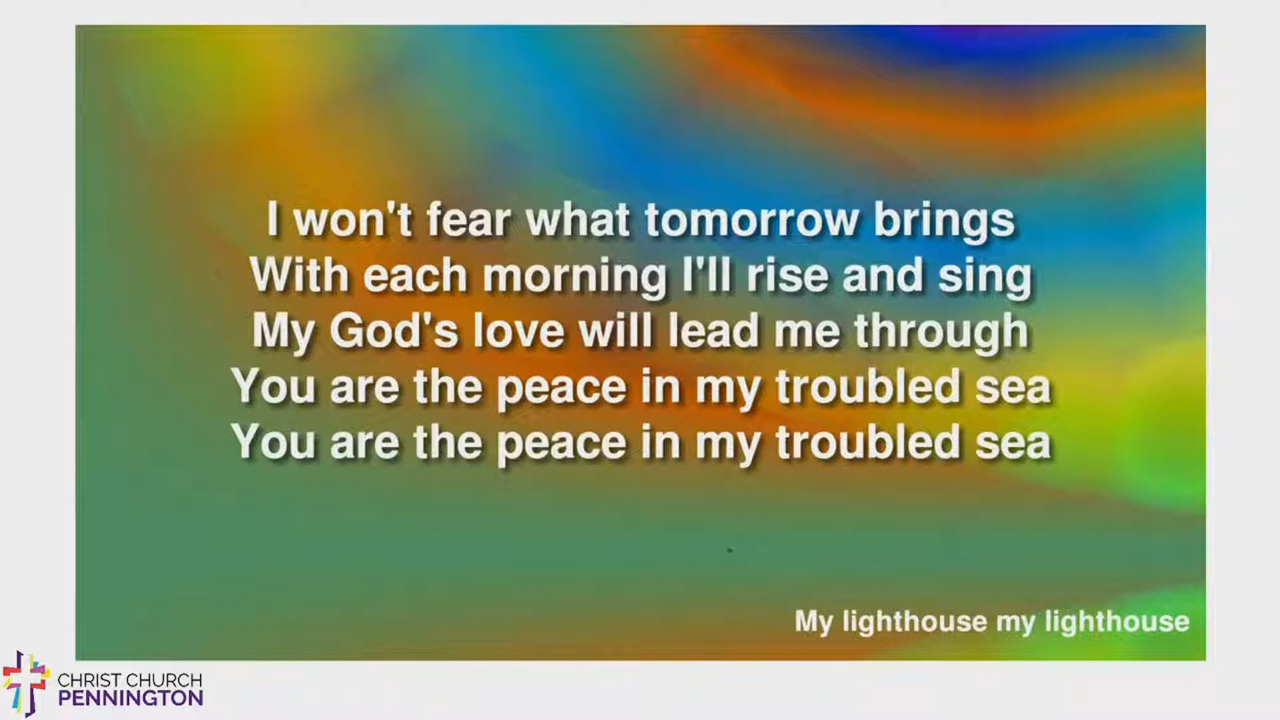 I won't fear what tomorrow brings
With each morning I'll rise and sing
My God's love will lead me through
You are the peace in my troubled sea
You are the peace in my troubled sea
My lighthouse my lighthouse
CHRIST CHURCH
PENNINGTON